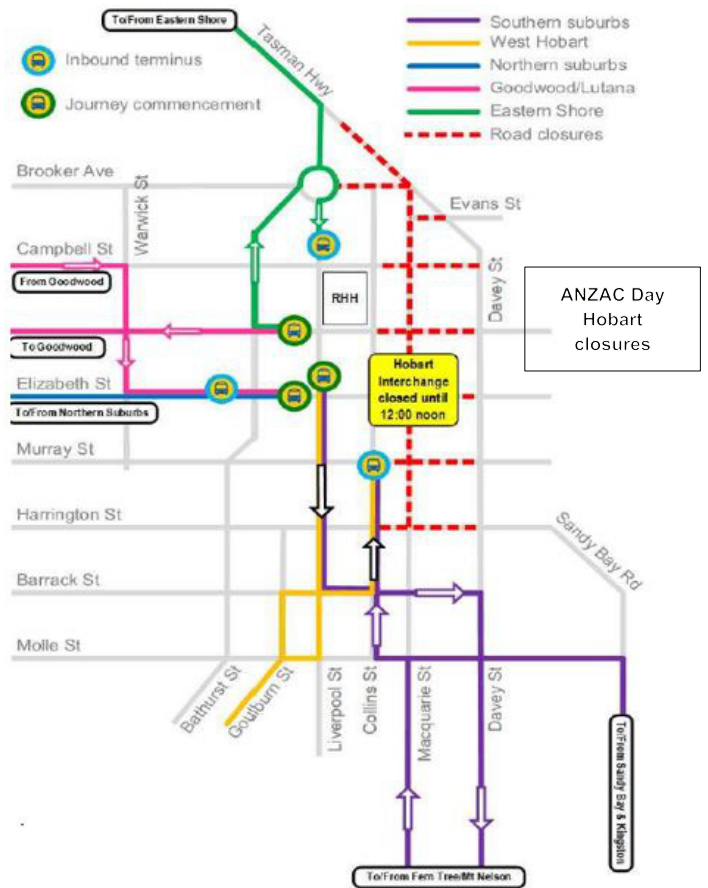 To/From Eastern Shore
Inbound terminus
Journey commencement
Tasman Hwy
Southern suburbs
West Hobart
Northern suburbs
Goodwood/Lutana
Eastern Shore
Road closures
Brooker Ave
Warwick St
Evans St
Campbell St
From Goodwood
RHH
Davey St
ANZAC Day
Hobart
closures
To Goodwood
Elizabeth St
To/From Northern Suburbs
Hobart
Interchange
closed until
12:00 noon
Murray St
Harrington St
Sandy Bay Rd
Barrack St
Molle St
Bathurst St
Goulburn St
Liverpool St
Collins St
Macquarie St
Davey St
To/From Sandy Bay & Kingston
To/From Fern Tree/Mt Nelson